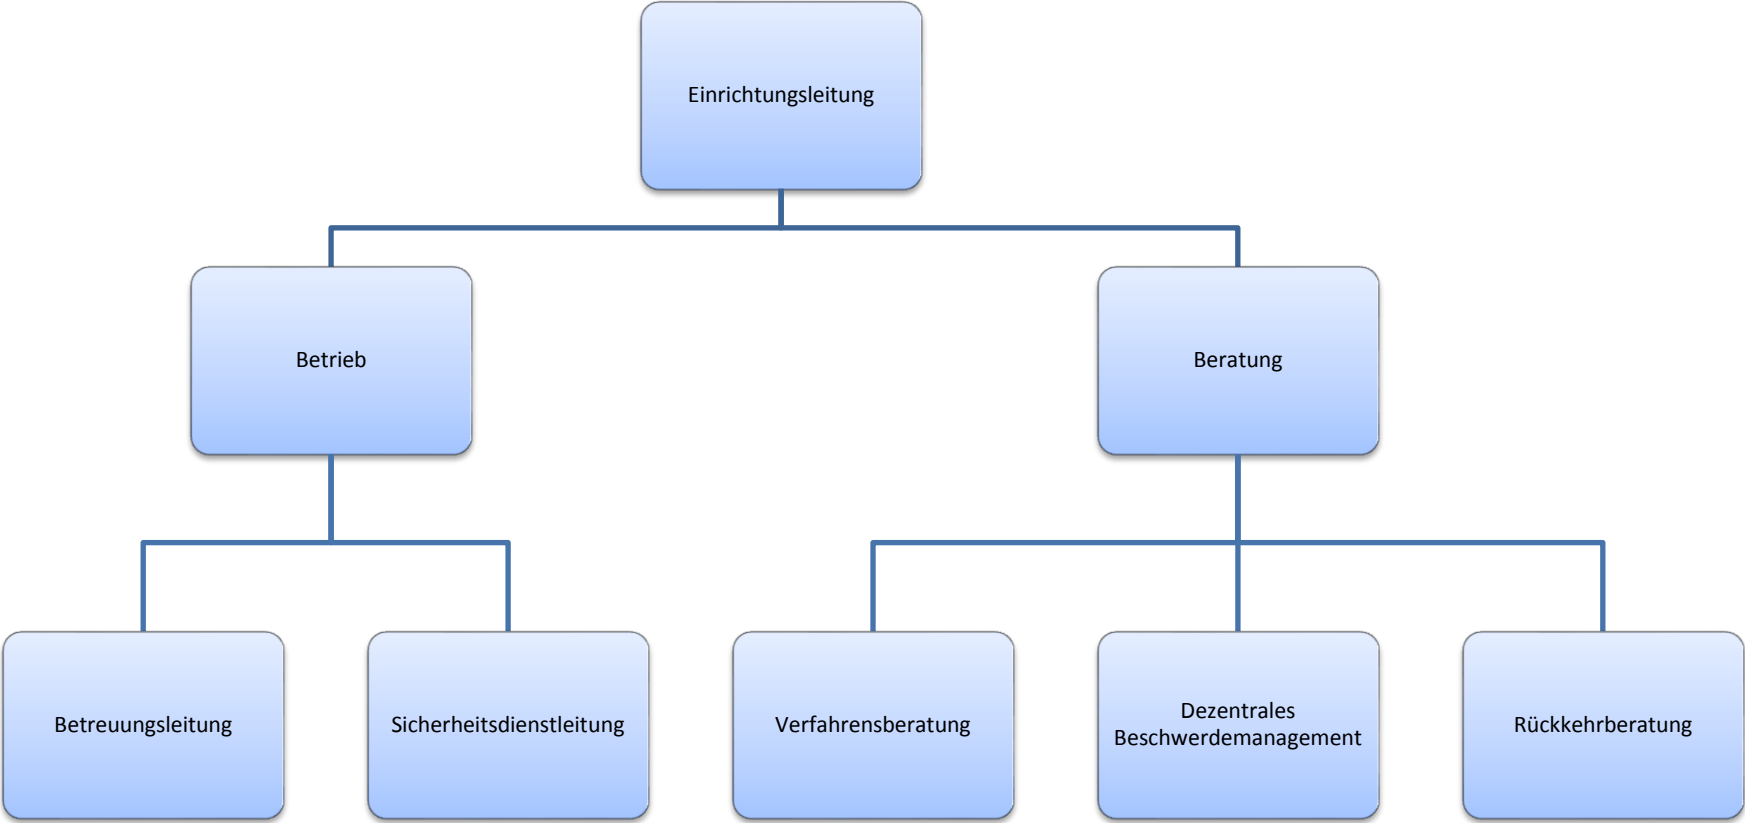 Einrichtungsleitung
Betrieb
Beratung
Betreuungsleitung
Sicherheitsdienstleitung
Verfahrensberatung
Dezentrales
Beschwerdemanagement
Rückkehrberatung